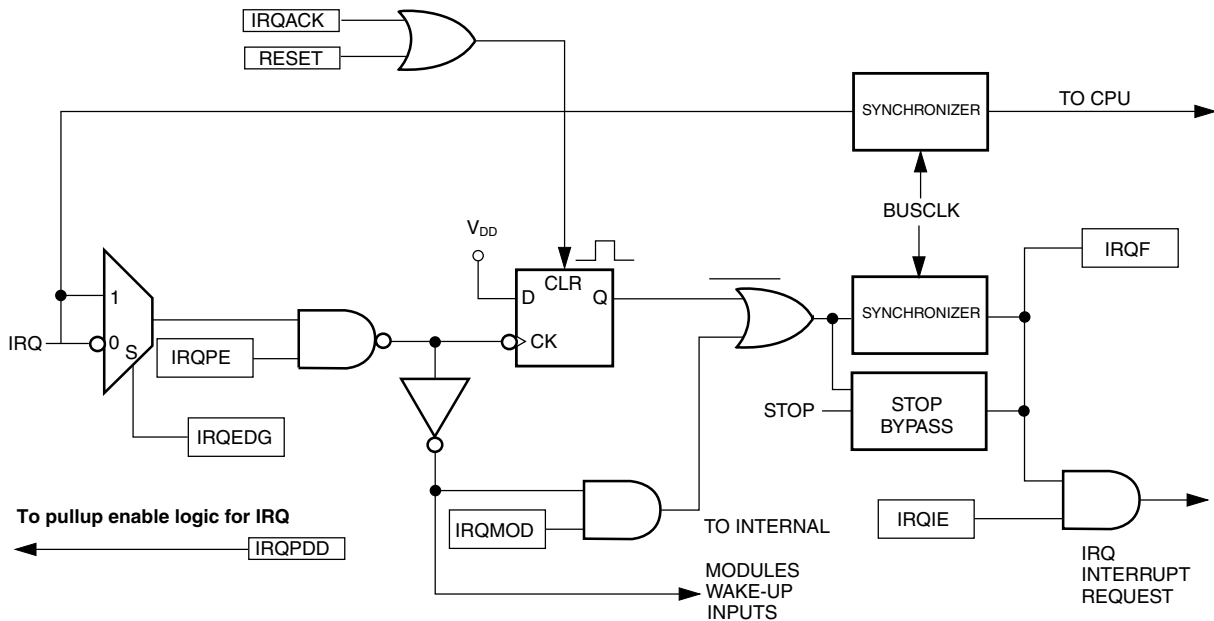 IRQACK
RESET
SYNCHRONIZER
TO CPU
BUSCLK
VDD
IRQF
CLR
D
Q
CK
1
0
S
IRQ
IRQPE
SYNCHRONIZER
IRQEDG
STOP
STOP
BYPASS
To pullup enable logic for IRQ
IRQPDD
IRQMOD
TO INTERNAL
MODULES
WAKE-UP
INPUTS
IRQIE
IRQ
INTERRUPT
REQUEST